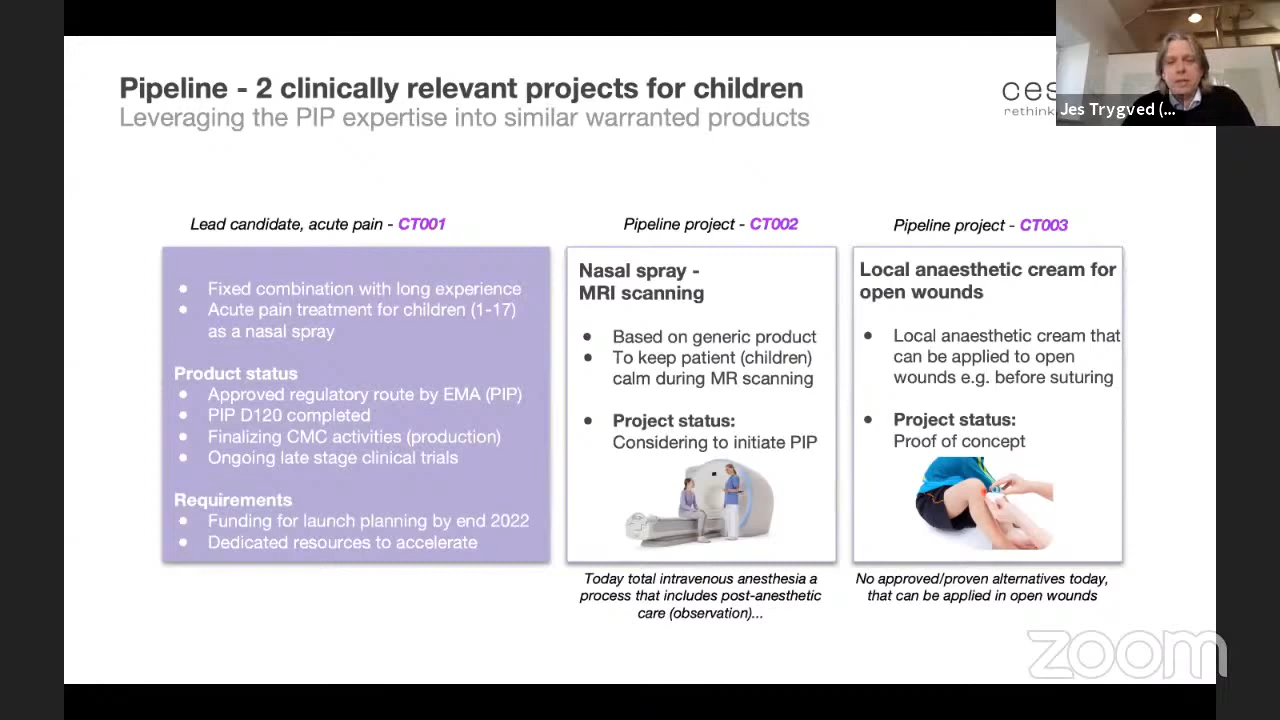 Pipeline - 2 clinically relevant projects for children
Leveraging the PIP expertise into similar warranted products
ces
rethink
Jes Trygved (...
Lead candidate, acute pain - CT001
• Fixed combination with long experience
• Acute pain treatment for children (1-17)
as a nasal spray
Product status
• Approved regulatory route by EMA (PIP)
• PIP D120 completed
• Finalizing CMC activities (production)
• Ongoing late stage clinical trials
Requirements
• Funding for launch planning by end 2022
• Dedicated resources to accelerate
Pipeline project - CT002
Nasal spray -
MRI scanning
• Based on generic product
• To keep patient (children)
calm during MR scanning
• Project status:
Considering to initiate PIP
Today total intravenous anesthesia a
process that includes post-anesthetic
care (observation)...
Pipeline project - CT003
Local anaesthetic cream for
open wounds
• Local anaesthetic cream that
can be applied to open
wounds e.g. before suturing
• Project status:
Proof of concept
No approved/proven alternatives today,
that can be applied in open wounds
zoom